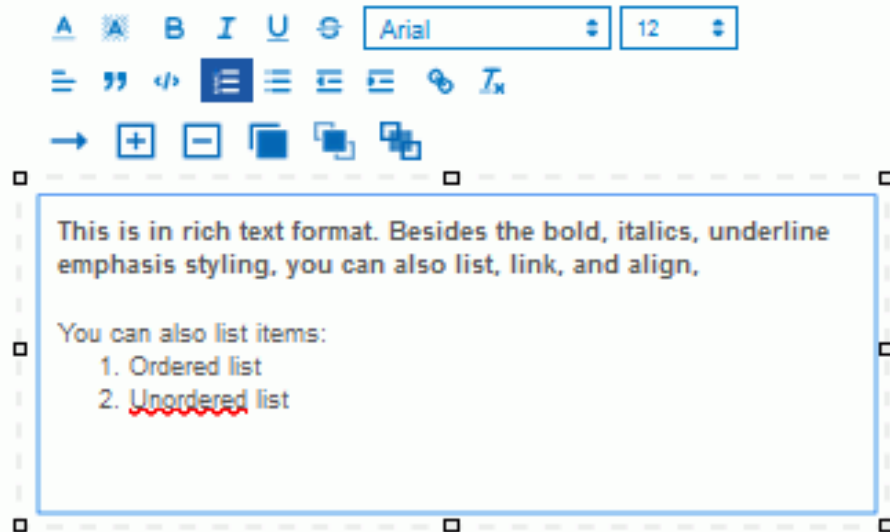 Arial 12
This is in rich text format. Besides the bold, italics, underline
emphasis styling, you can also list, link, and align,
You can also list items:
1. Ordered list
2. Unordered list